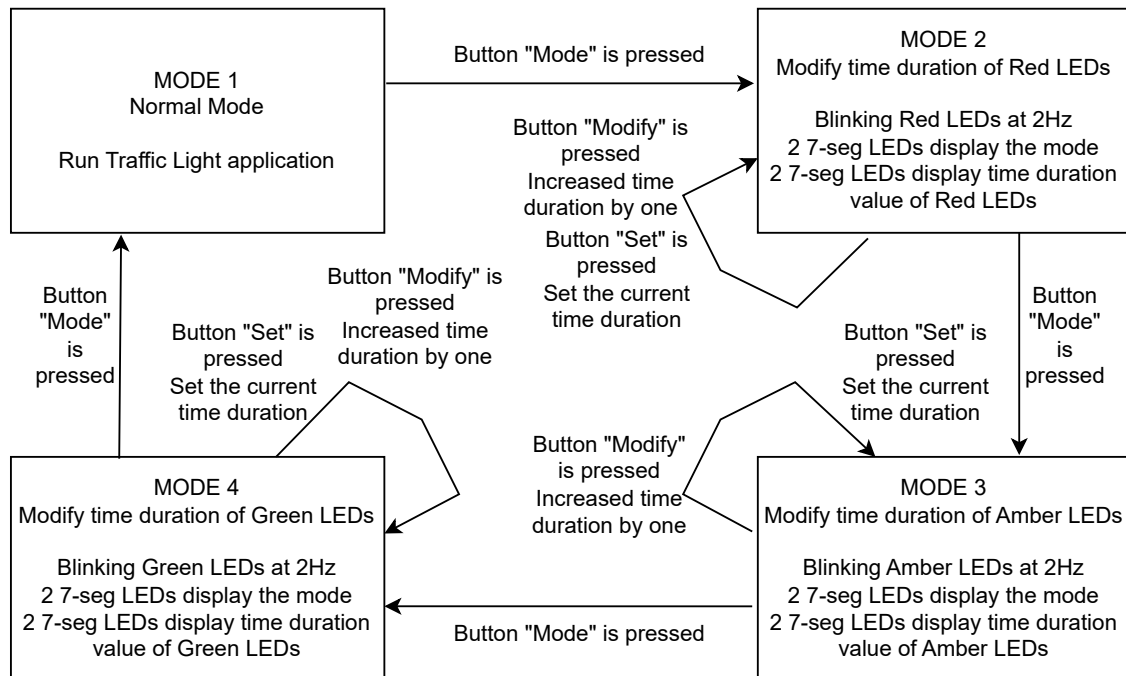 MODE 1
Normal Mode
Run Traffic Light application
Button "Mode" is pressed
MODE 2
Modify time duration of Red LEDs
Blinking Red LEDs at 2Hz
2 7-seg LEDs display the mode
2 7-seg LEDs display time duration
value of Red LEDs
Button "Modify" is
pressed
Increased time
duration by one
Button "Set" is
pressed
Set the current
time duration
Button
"Mode"
is
pressed
Button "Set" is
pressed
Set the current
time duration
Button "Modify" is
pressed
Increased time
duration by one
Button "Modify"
is pressed
Increased time
duration by one
Button "Set" is
pressed
Set the current
time duration
Button
"Mode"
is
pressed
MODE 4
Modify time duration of Green LEDs
Blinking Green LEDs at 2Hz
2 7-seg LEDs display the mode
2 7-seg LEDs display time duration
value of Green LEDs
Button "Mode" is pressed
MODE 3
Modify time duration of Amber LEDs
Blinking Amber LEDs at 2Hz
2 7-seg LEDs display the mode
2 7-seg LEDs display time duration
value of Amber LEDs